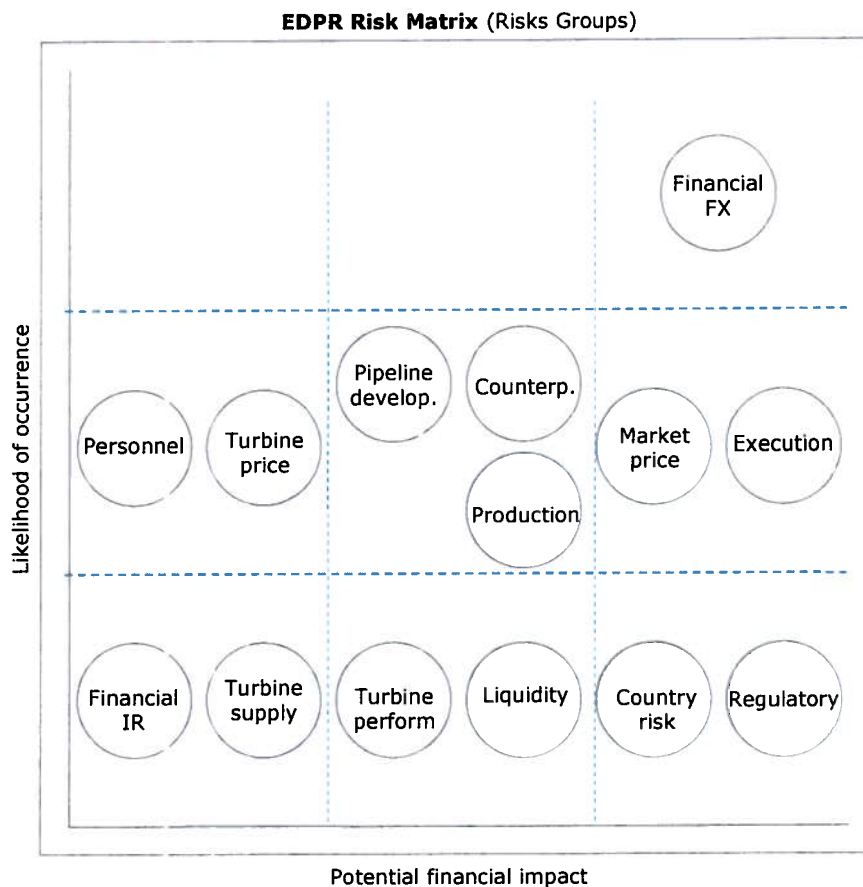 EDPR Risk Matrix (Risks Groups)
Financial
FX
Likelihood of occurrence
Pipeline
develop.
Counterp.
Personnel
Turbine
price
Market
price
Execution
Production
Financial
IR
Turbine
supply
Turbine
perform
Liquidity
Country
risk
Regulatory
Potential financial impact